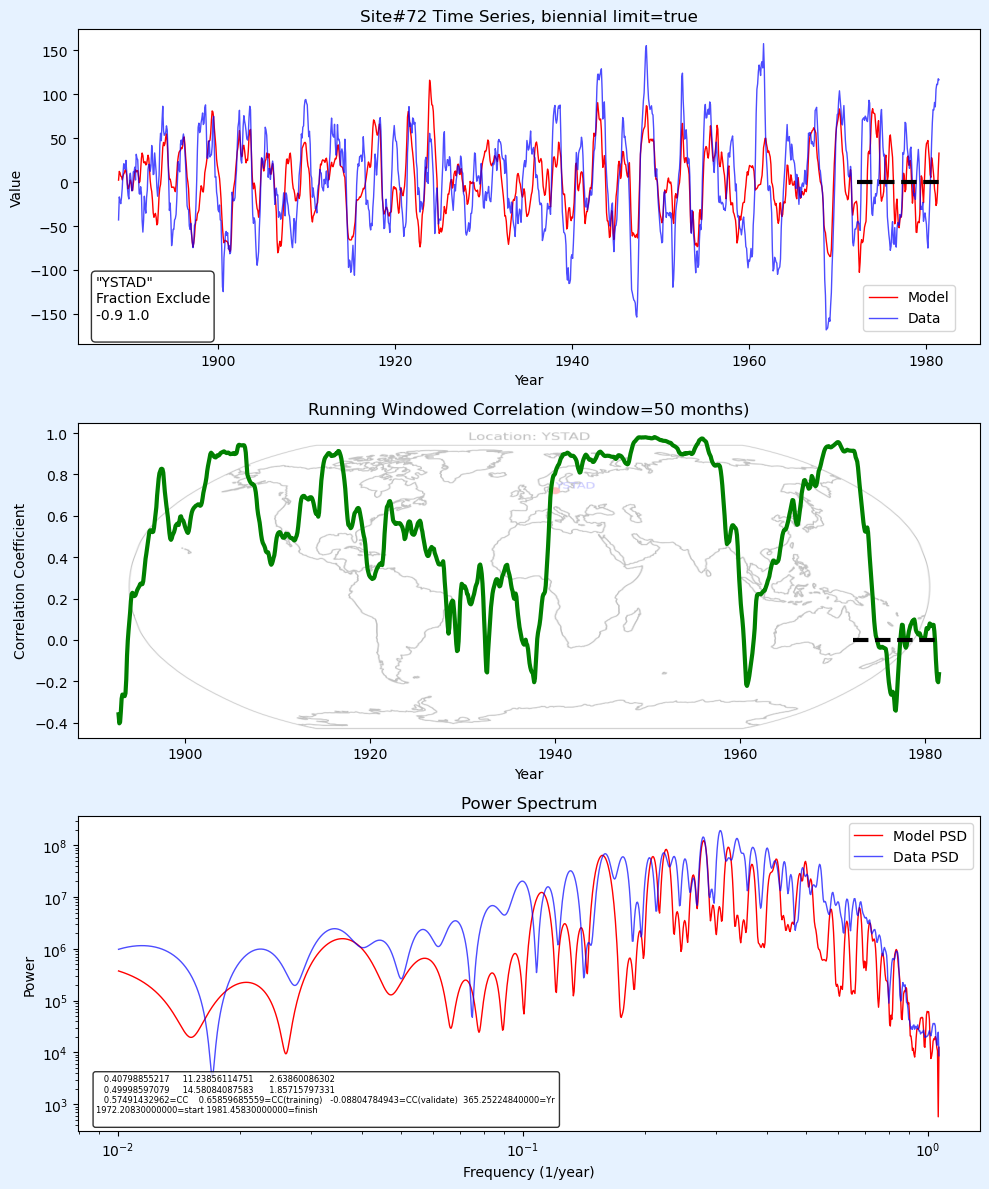 Site#72 Time Series, biennial limit=true
Value
150
100
50
0
−50
−100
−150
"YSTAD"
Fraction Exclude
-0.9 1.0
Model
Data
1900
1920
1940
1960
1980
Year
Running Windowed Correlation (window=50 months)
Correlation Coefficient
1.0
0.8
0.6
0.4
0.2
0.0
−0.2
−0.4
Location: YSTAD
YSTAD
1900
1920
1940
1960
1980
Year
Power Spectrum
Power
10⁸
10⁷
10⁶
10⁵
10⁴
10³
Model PSD
Data PSD
0.40798855217 11.23856114751 2.63860086302
0.49998597079 14.58084087583 1.85715797331
0.57491432962=CC 0.65859685559=CC(training) -0.08804784943=CC(validate) 365.25224840000=Yr
1972.20830000000=start 1981.45830000000=finish
10⁻²
10⁻¹
10⁰
Frequency (1/year)